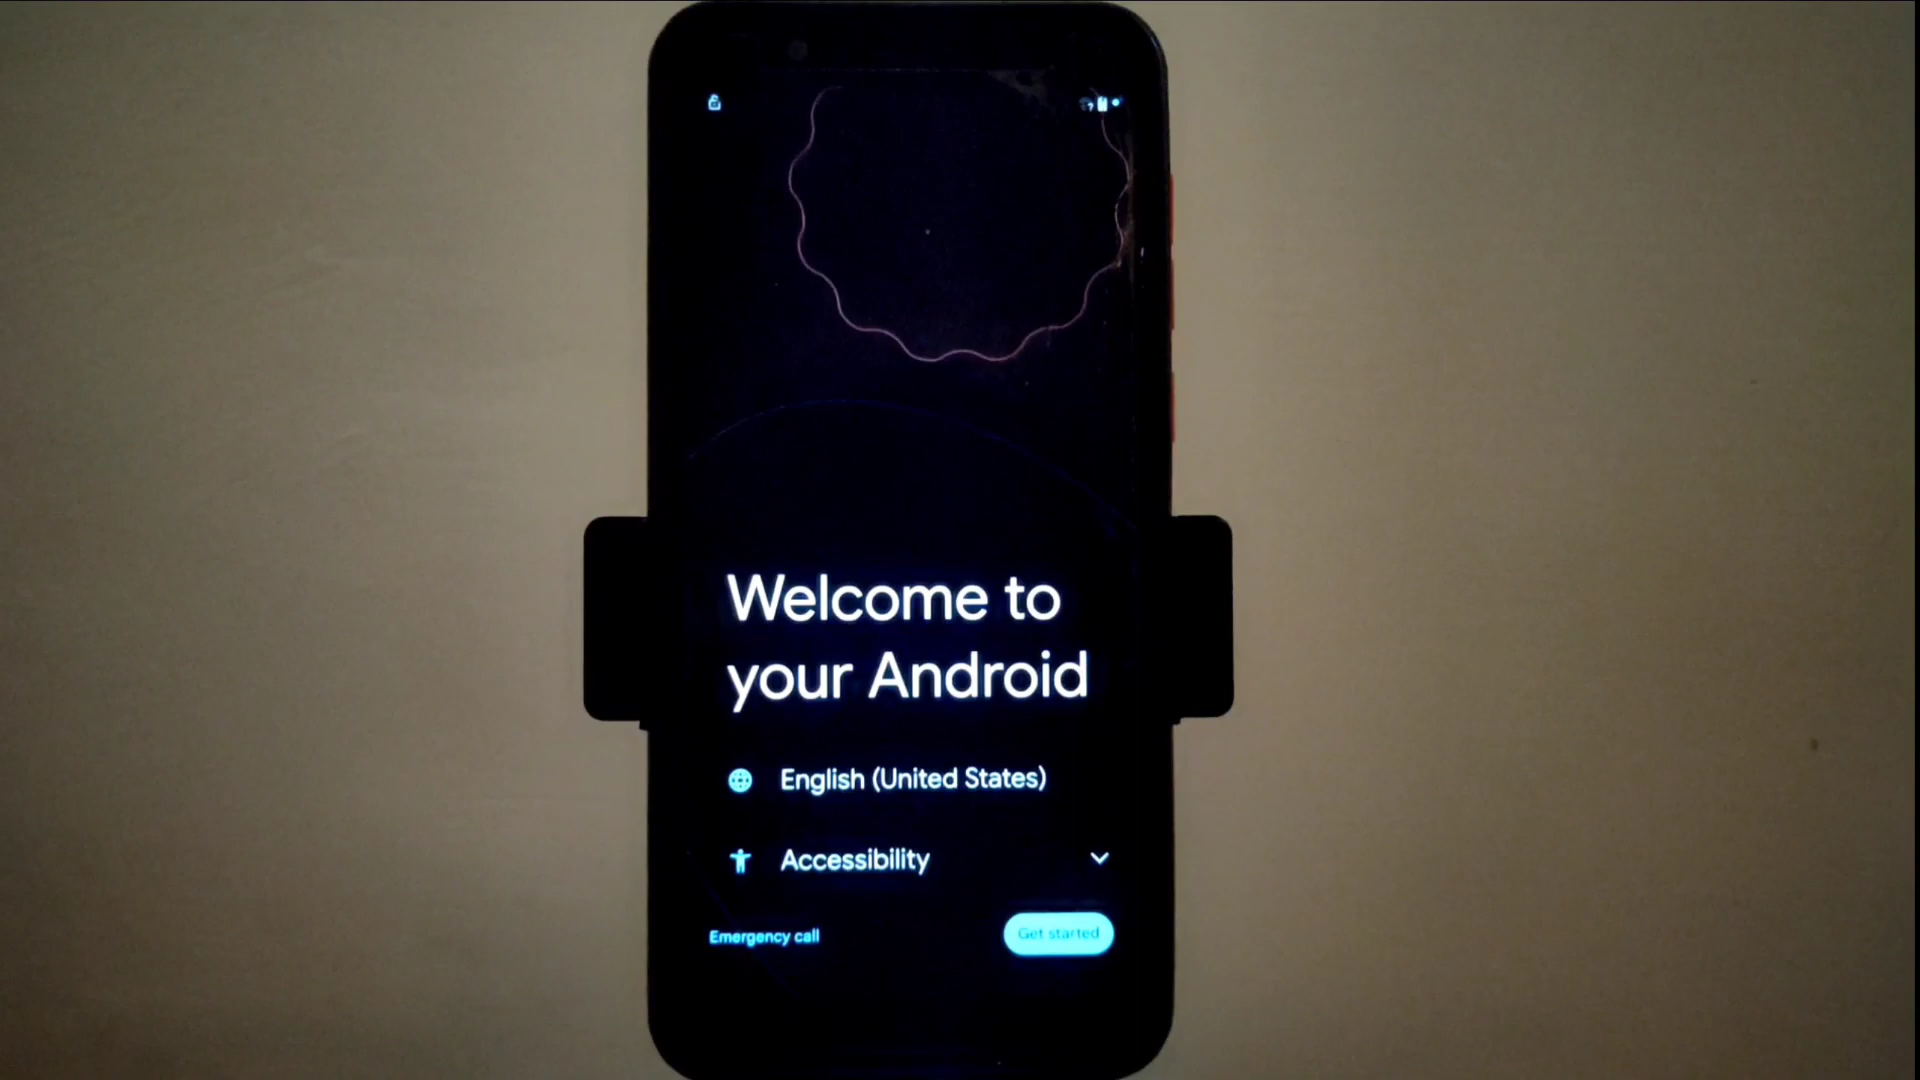 Welcome to
your Android
English (United States)
Accessibility
Emergency call
Get started